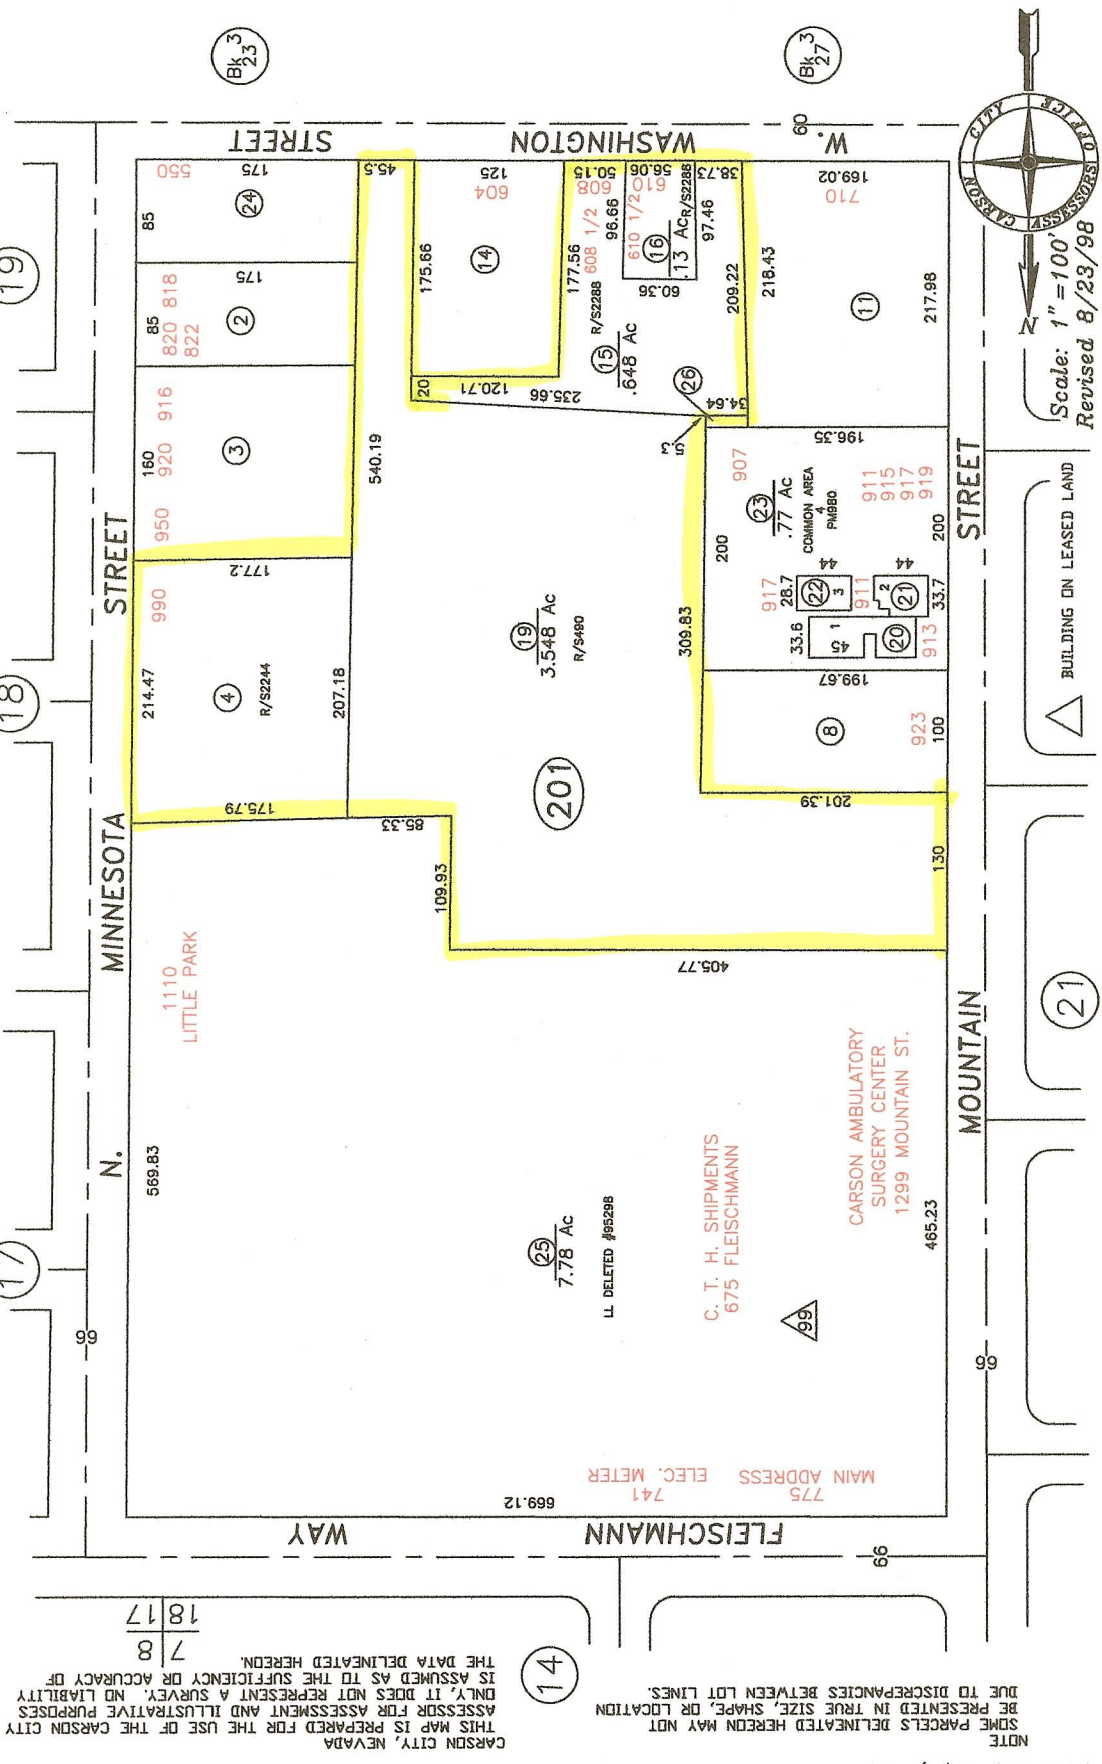 Bk 3
23
Bk 3
27
W. WASHINGTON STREET
60
CARSON CITY
ASSESSORS OFFICE
N
Scale: 1"=100'
Revised 8/23/98
19
18
17
N. MINNESOTA STREET
66
550
175
85
24
175
85
818
820
822
2
916
160
920
950
3
177.2
990
214.47
4
R/S2244
207.18
175.79
45.5
125
604
175.66
14
20
120.71
177.56
50.15
608
608 1/2
96.66
56.06
610
610 1/2
16
.13 Ac
R/S2288
60.36
38.73
97.46
R/S2288
15
.648 Ac
235.66
209.22
26
34.64
5.3
169.02
710
218.43
11
217.98
196.35
540.19
19
3.548 Ac
R/S490
309.83
201
907
23
.77 Ac
COMMON AREA
4
PM980
911
915
917
919
200
200
917
28.7
22
3
44
911
44
2
21
33.7
33.6
1
45
20
913
199.67
8
923
100
201.39
85.33
109.93
130
405.77
1110
LITTLE PARK
569.83
25
7.78 Ac
LL DELETED #95298
C. T. H. SHIPMENTS
675 FLEISCHMANN
CARSON AMBULATORY
SURGERY CENTER
1299 MOUNTAIN ST.
99
465.23
MOUNTAIN STREET
66
BUILDING ON LEASED LAND
21
775
MAIN ADDRESS
741
ELEC. METER
669.12
FLEISCHMANN WAY
66
14
7 8
18 17
CARSON CITY, NEVADA
THIS MAP IS PREPARED FOR THE USE OF THE CARSON CITY
ASSESSOR FOR ASSESSMENT AND ILLUSTRATIVE PURPOSES
ONLY, IT DOES NOT REPRESENT A SURVEY. NO LIABILITY
IS ASSUMED AS TO THE SUFFICIENCY OR ACCURACY OF
THE DATA DELINEATED HEREON.
NOTE
SOME PARCELS DELINEATED HEREON MAY NOT
BE PRESENTED IN TRUE SIZE, SHAPE, OR LOCATION
DUE TO DISCREPANCIES BETWEEN LOT LINES.